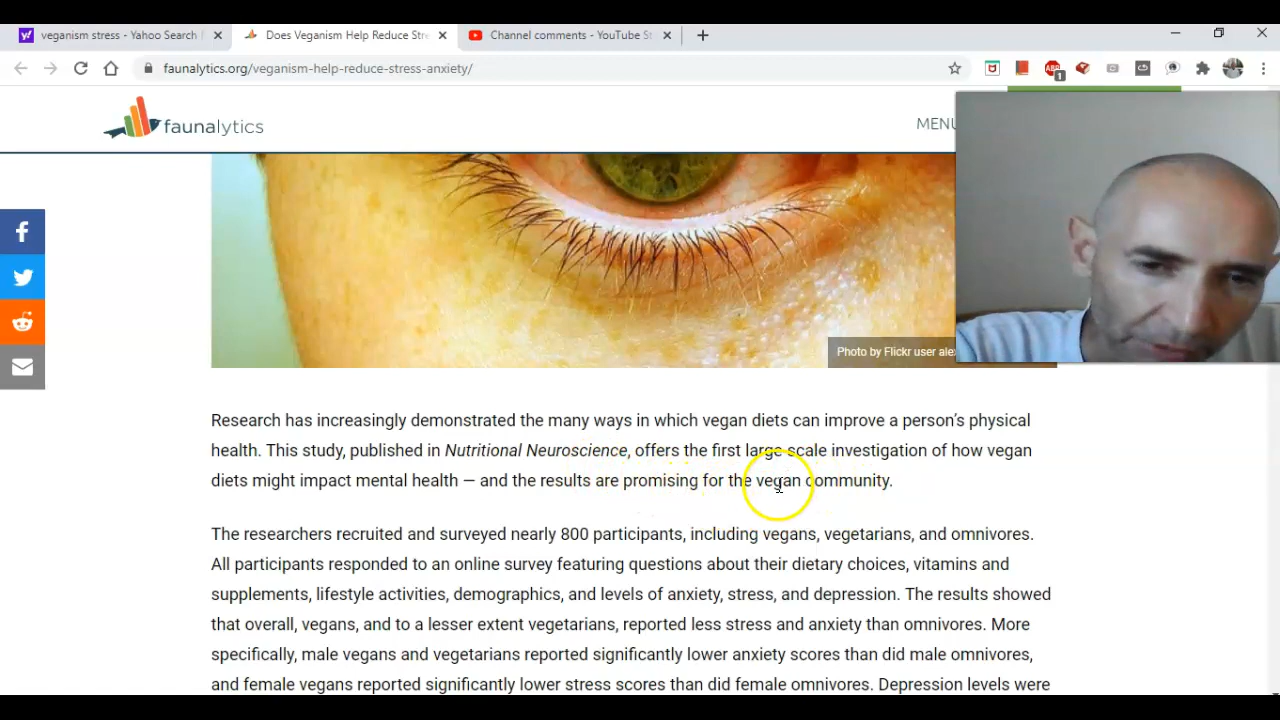 veganism stress - Yahoo Search
Does Veganism Help Reduce Stre
Channel comments - YouTube St
faunalytics.org/veganism-help-reduce-stress-anxiety/
1
faunalytics
MENU
Photo by Flickr user alex
Research has increasingly demonstrated the many ways in which vegan diets can improve a person's physical
health. This study, published in Nutritional Neuroscience, offers the first large scale investigation of how vegan
diets might impact mental health — and the results are promising for the vegan community.
The researchers recruited and surveyed nearly 800 participants, including vegans, vegetarians, and omnivores.
All participants responded to an online survey featuring questions about their dietary choices, vitamins and
supplements, lifestyle activities, demographics, and levels of anxiety, stress, and depression. The results showed
that overall, vegans, and to a lesser extent vegetarians, reported less stress and anxiety than omnivores. More
specifically, male vegans and vegetarians reported significantly lower anxiety scores than did male omnivores,
and female vegans reported significantly lower stress scores than did female omnivores. Depression levels were